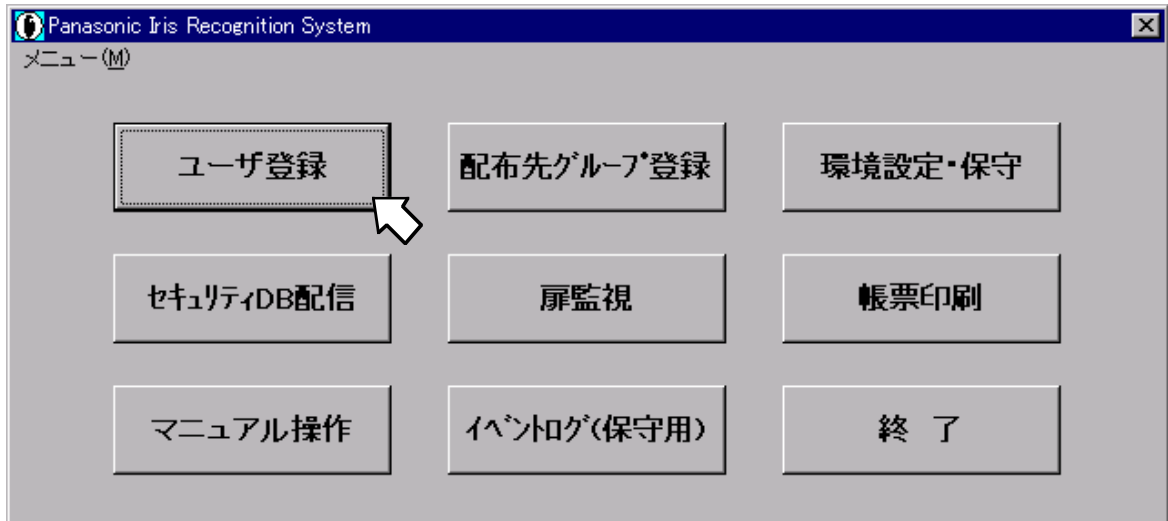 Panasonic Iris Recognition System
メニュー(M)
ユーザ登録
配布先グループ登録
環境設定・保守
セキュリティDB配信
扉監視
帳票印刷
マニュアル操作
イベントログ(保守用)
終 了